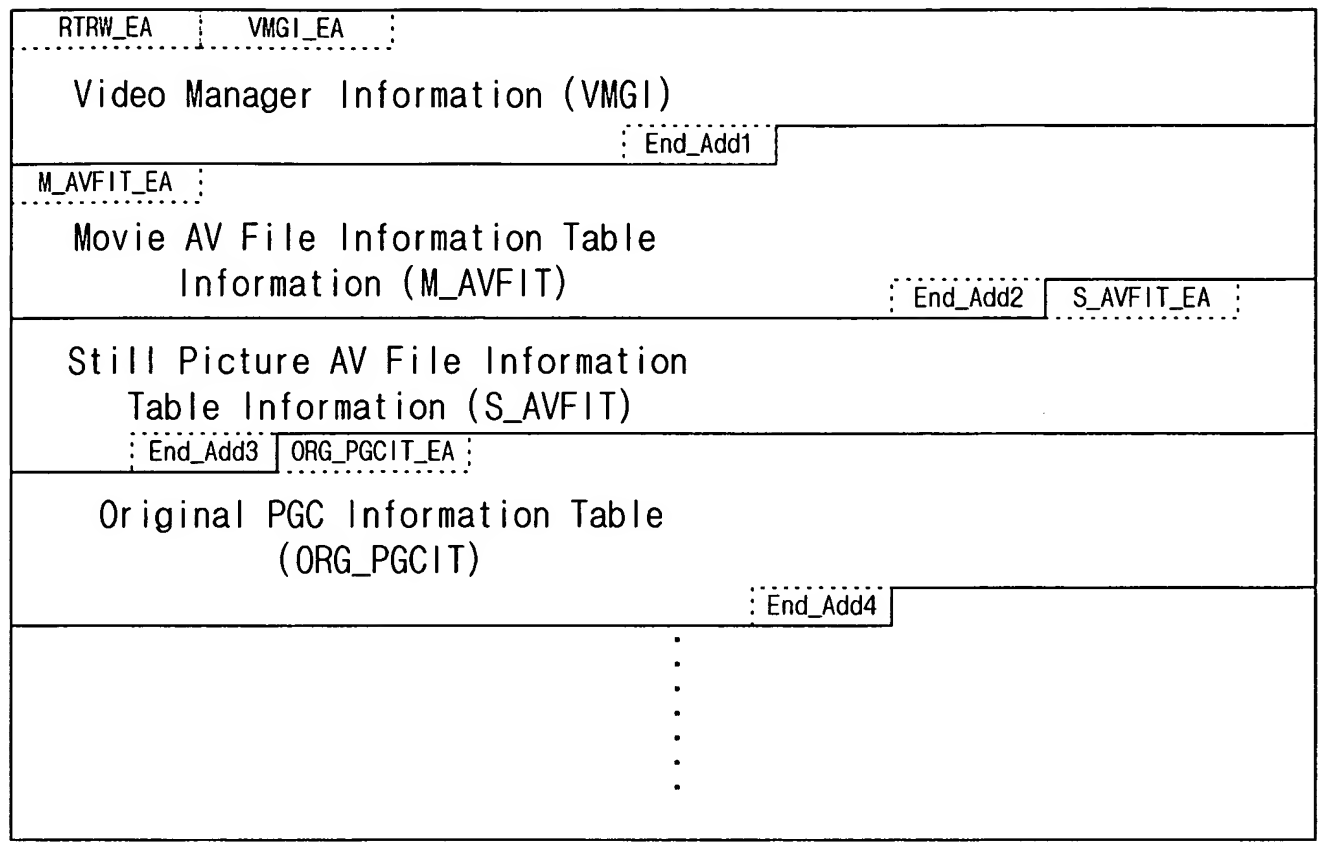 RTRW_EA VMGI_EA
Video Manager Information (VMGI)
End_Add1
M_AVFIT_EA
Movie AV File Information Table
Information (M_AVFIT)
End_Add2 S_AVFIT_EA
Still Picture AV File Information
Table Information (S_AVFIT)
End_Add3 ORG_PGCIT_EA
Original PGC Information Table
(ORG_PGCIT)
End_Add4